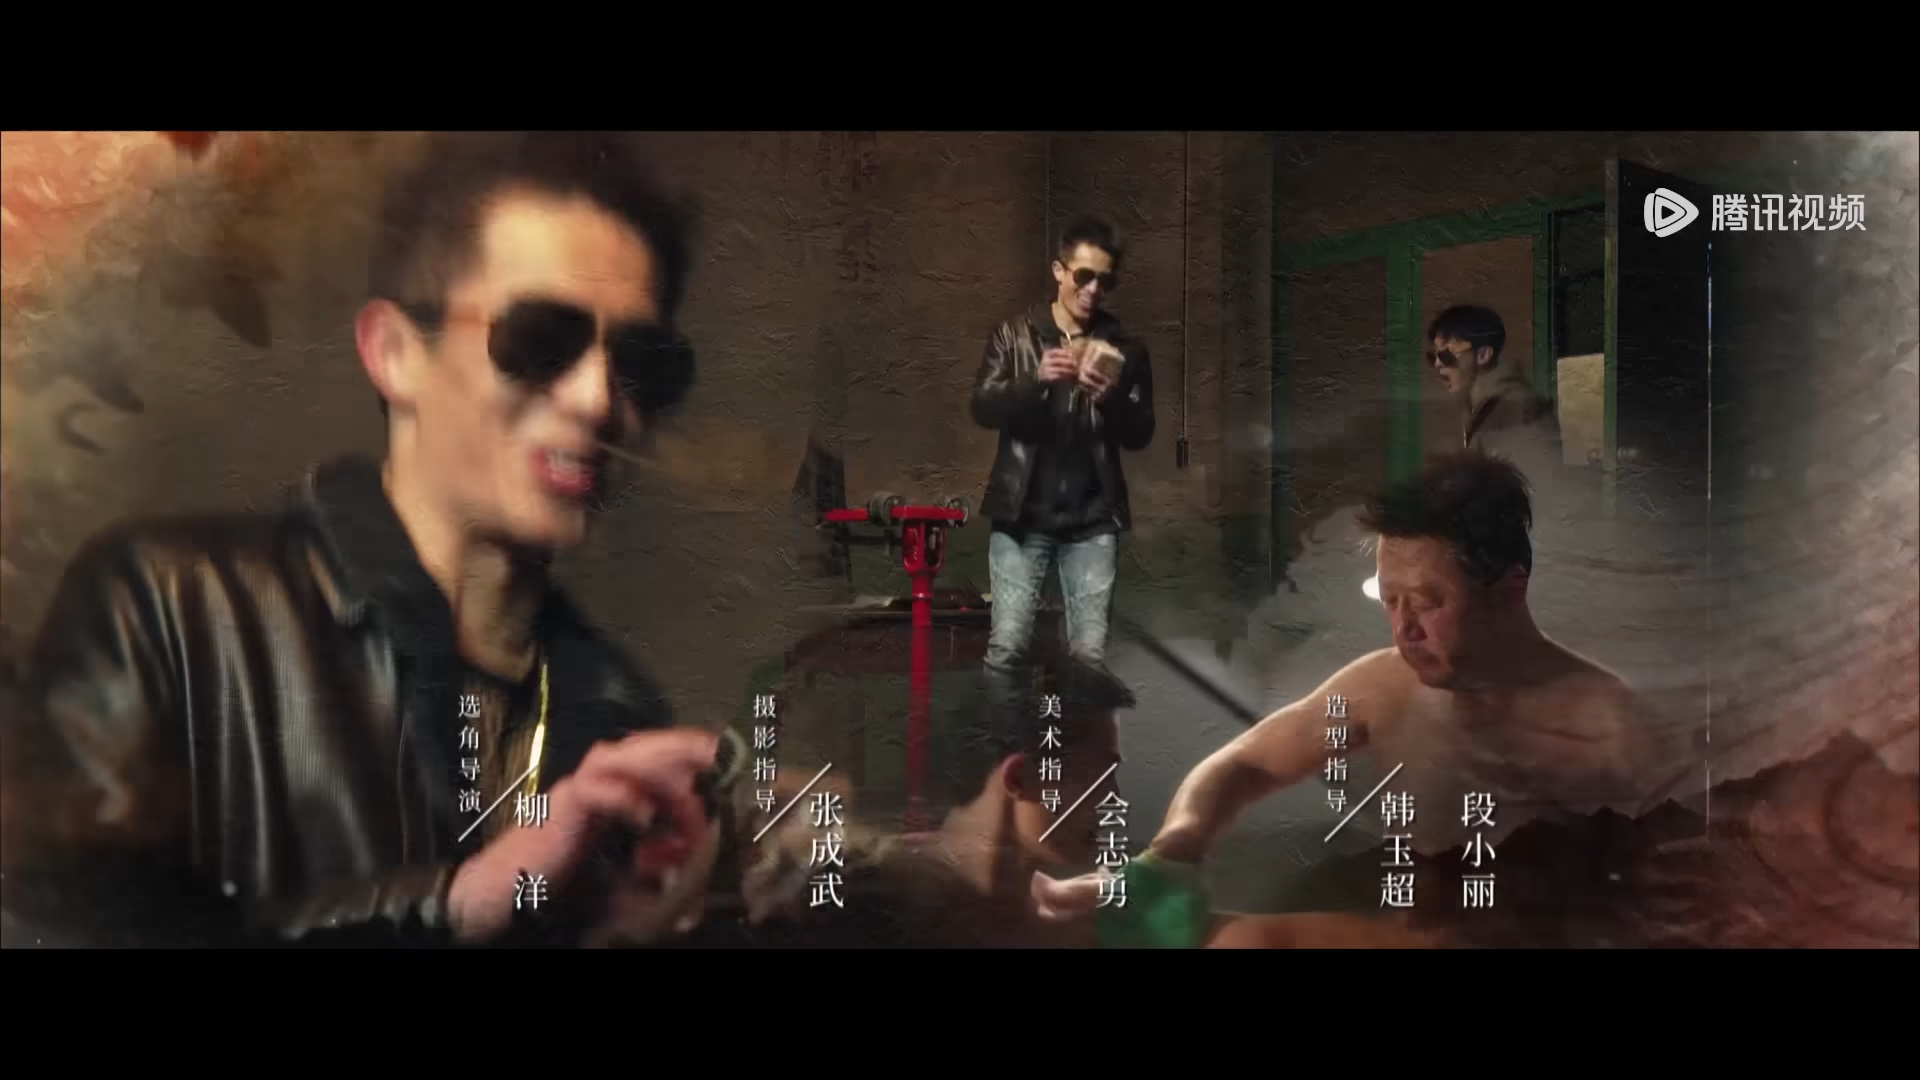 腾讯视频
选角导演
柳 洋
摄影指导
张成武
美术指导
会志勇
造型指导
韩玉超
段小丽